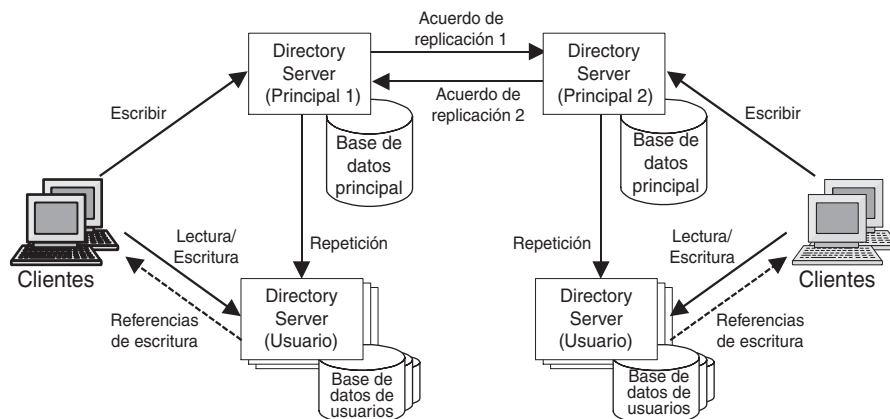 Acuerdo de
replicación 1
Directory
Server
(Principal 1)
Directory
Server
(Principal 2)
Acuerdo de
replicación 2
Escribir
Escribir
Base de
datos
principal
Base de
datos
principal
Clientes
Lectura/
Escritura
Repetición
Repetición
Lectura/
Escritura
Clientes
Referencias
de escritura
Directory
Server
(Usuario)
Directory
Server
(Usuario)
Referencias
de escritura
Base de
datos de
usuarios
Base de
datos de
usuarios